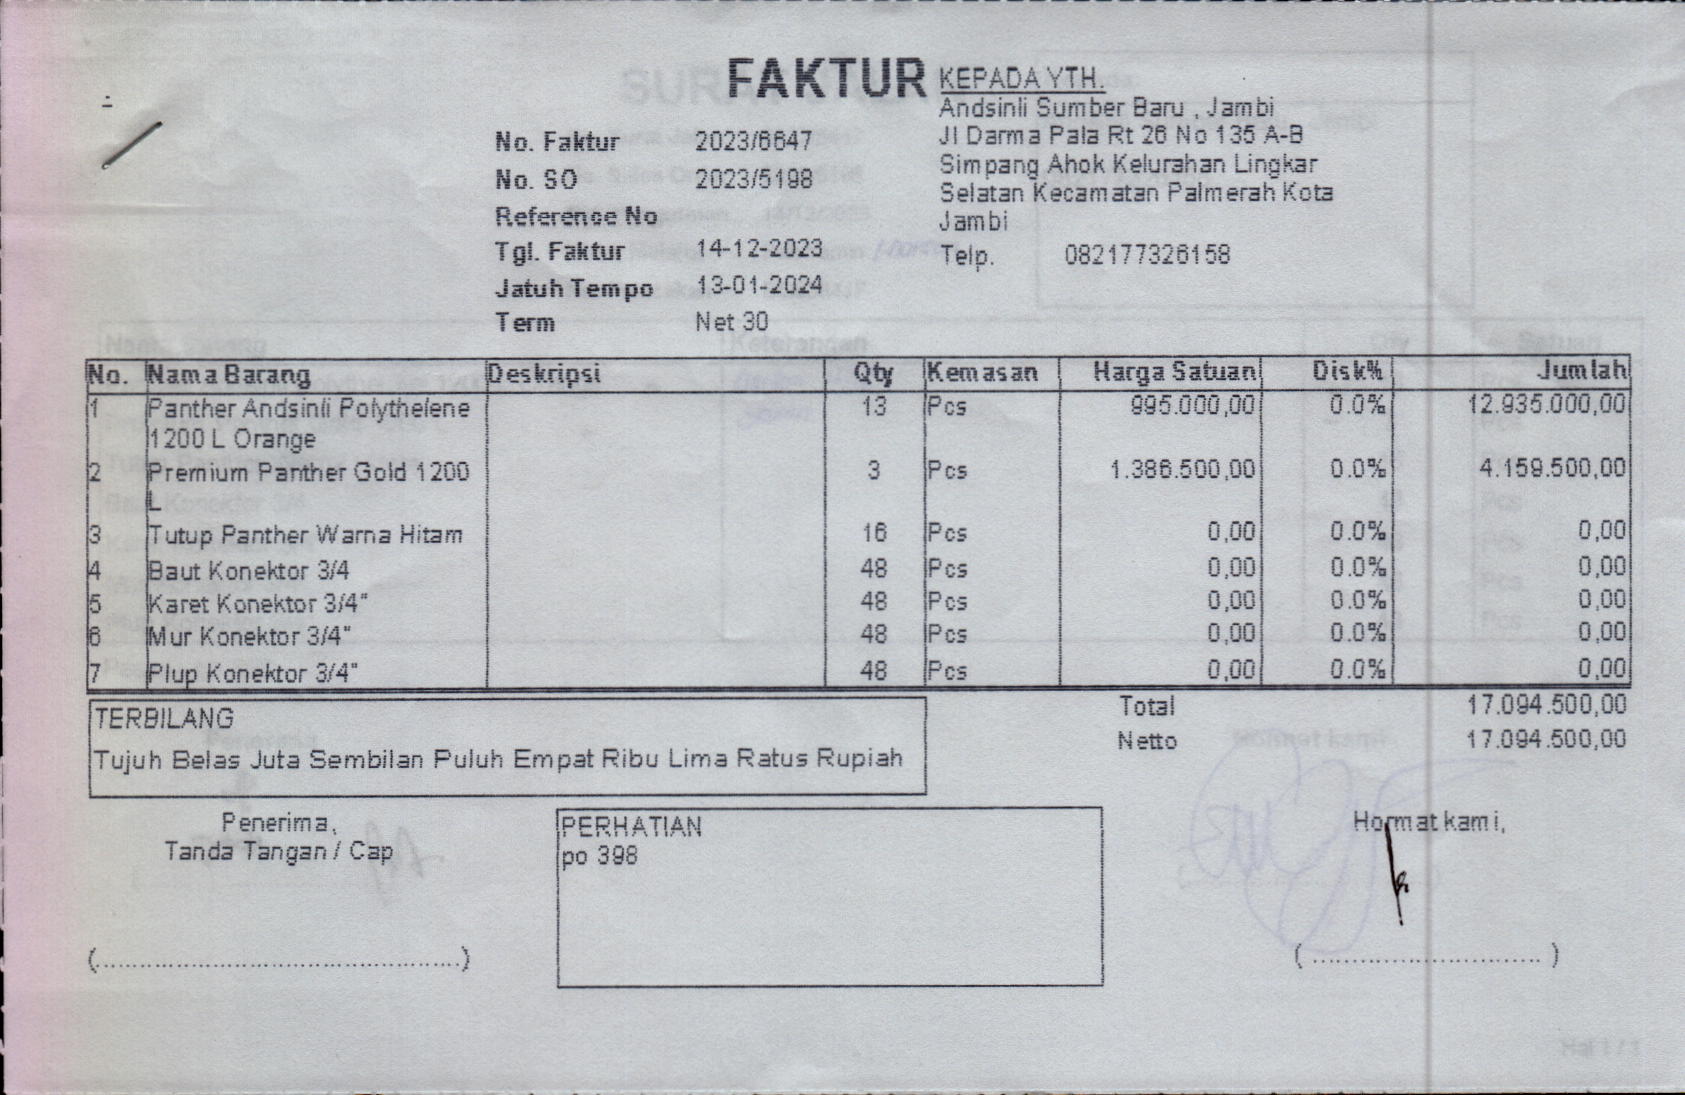 FAKTUR
No. Faktur 2023/6647
No. SO 2023/5198
Reference No
Tgl. Faktur 14-12-2023
Jatuh Tempo 13-01-2024
Term Net 30
KEPADA YTH.
Andsinli Sumber Baru , Jambi
Jl Darma Pala Rt 26 No 135 A-B
Simpang Ahok Kelurahan Lingkar
Selatan Kecamatan Palmerah Kota
Jambi
Telp. 082177326158
No. Nama Barang Deskripsi Qty Kemasan Harga Satuan Disk% Jumlah
1 Panther Andsinli Polythelene 13 Pcs 995.000,00 0.0% 12.935.000,00
1200 L Orange
2 Premium Panther Gold 1200 3 Pcs 1.386.500,00 0.0% 4.159.500,00
L
3 Tutup Panther Warna Hitam 16 Pcs 0,00 0.0% 0,00
4 Baut Konektor 3/4 48 Pcs 0,00 0.0% 0,00
5 Karet Konektor 3/4" 48 Pcs 0,00 0.0% 0,00
6 Mur Konektor 3/4" 48 Pcs 0,00 0.0% 0,00
7 Plup Konektor 3/4" 48 Pcs 0,00 0.0% 0,00
Total 17.094.500,00
Netto 17.094.500,00
TERBILANG
Tujuh Belas Juta Sembilan Puluh Empat Ribu Lima Ratus Rupiah
Penerima,
Tanda Tangan / Cap
PERHATIAN
po 398
Hormat kami,